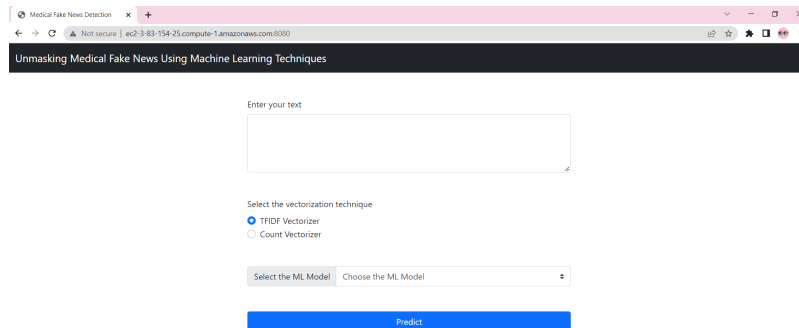 Medical Fake News Detection
Not secure | ec2-3-83-154-25.compute-1.amazonaws.com:8080
Unmasking Medical Fake News Using Machine Learning Techniques
Enter your text
Select the vectorization technique
TFIDF Vectorizer
Count Vectorizer
Select the ML Model Choose the ML Model
Predict